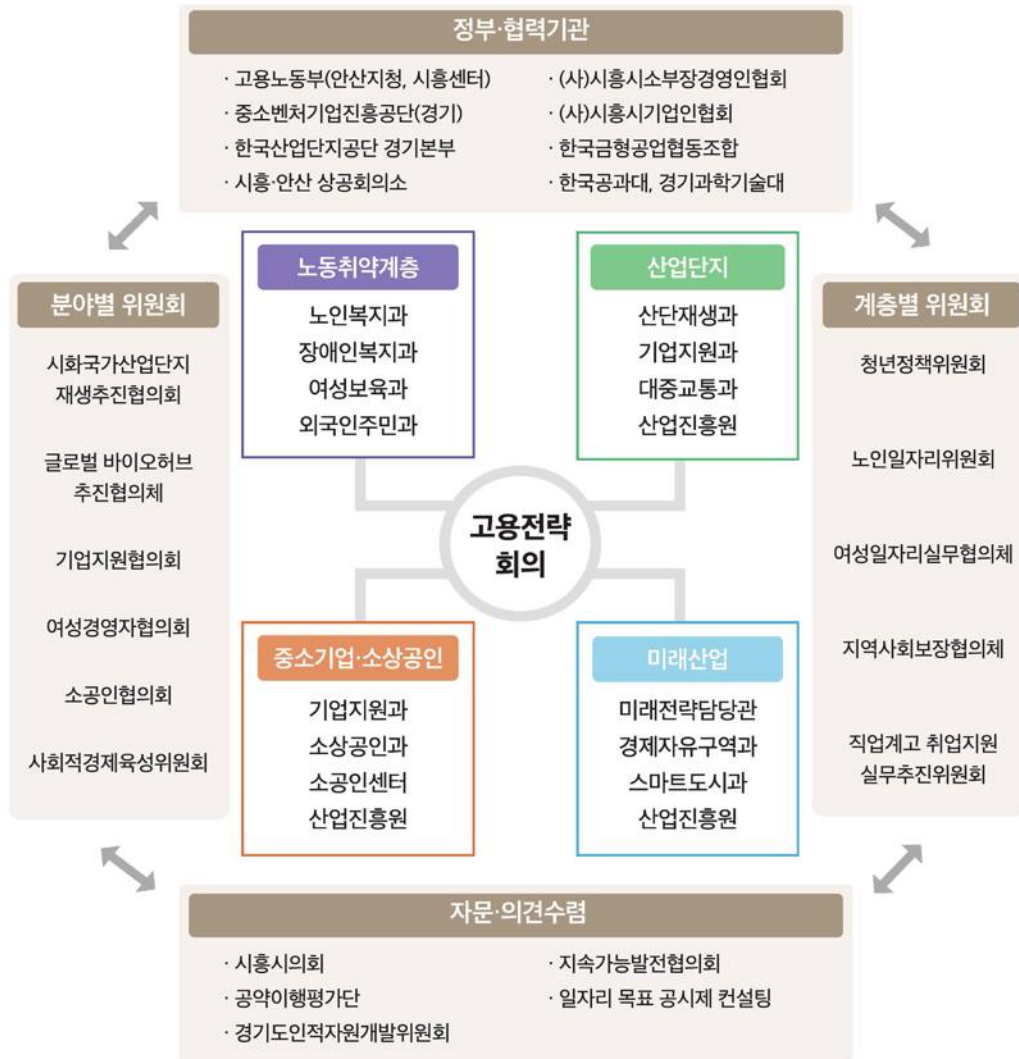 정부·협력기관
· 고용노동부(안산지청, 시흥센터)
· 중소벤처기업진흥공단(경기)
· 한국산업단지공단 경기본부
· 시흥·안산 상공회의소
· (사)시흥시소부장경영인협회
· (사)시흥시기업인협회
· 한국금형공업협동조합
· 한국공과대, 경기과학기술대
분야별 위원회
시화국가산업단지
재생추진협의회
글로벌 바이오허브
추진협의체
기업지원협의회
여성경영자협의회
소공인협의회
사회적경제육성위원회
노동취약계층
노인복지과
장애인복지과
여성보육과
외국인주민과
산업단지
산단재생과
기업지원과
대중교통과
산업진흥원
고용전략
회의
중소기업·소상공인
기업지원과
소상공인과
소공인센터
산업진흥원
미래산업
미래전략담당관
경제자유구역과
스마트도시과
산업진흥원
계층별 위원회
청년정책위원회
노인일자리위원회
여성일자리실무협의체
지역사회보장협의체
직업계고 취업지원
실무추진위원회
자문·의견수렴
· 시흥시의회
· 공약이행평가단
· 경기도인적자원개발위원회
· 지속가능발전협의회
· 일자리 목표 공시제 컨설팅